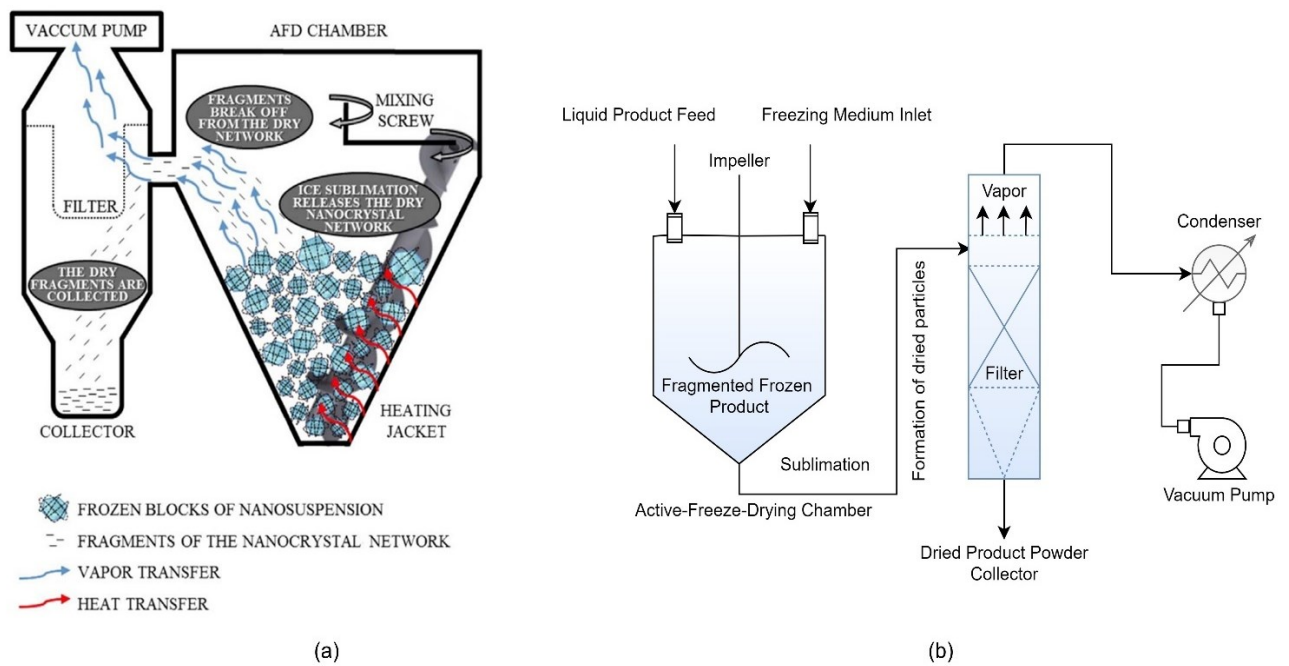 VACCUM PUMP
AFD CHAMBER
FRAGMENTS
BREAK OFF
FROM THE DRY
NETWORK
MIXING
SCREW
ICE SUBLIMATION
RELEASES THE DRY
NANOCRYSTAL
NETWORK
FILTER
THE DRY
FRAGMENTS ARE
COLLECTED
COLLECTOR
HEATING
JACKET
FROZEN BLOCKS OF NANOSUSPENSION
FRAGMENTS OF THE NANOCRYSTAL NETWORK
VAPOR TRANSFER
HEAT TRANSFER
(a)
Liquid Product Feed
Freezing Medium Inlet
Impeller
Fragmented Frozen
Product
Sublimation
Active-Freeze-Drying Chamber
Formation of dried particles
Vapor
Filter
Dried Product Powder
Collector
Condenser
Vacuum Pump
(b)